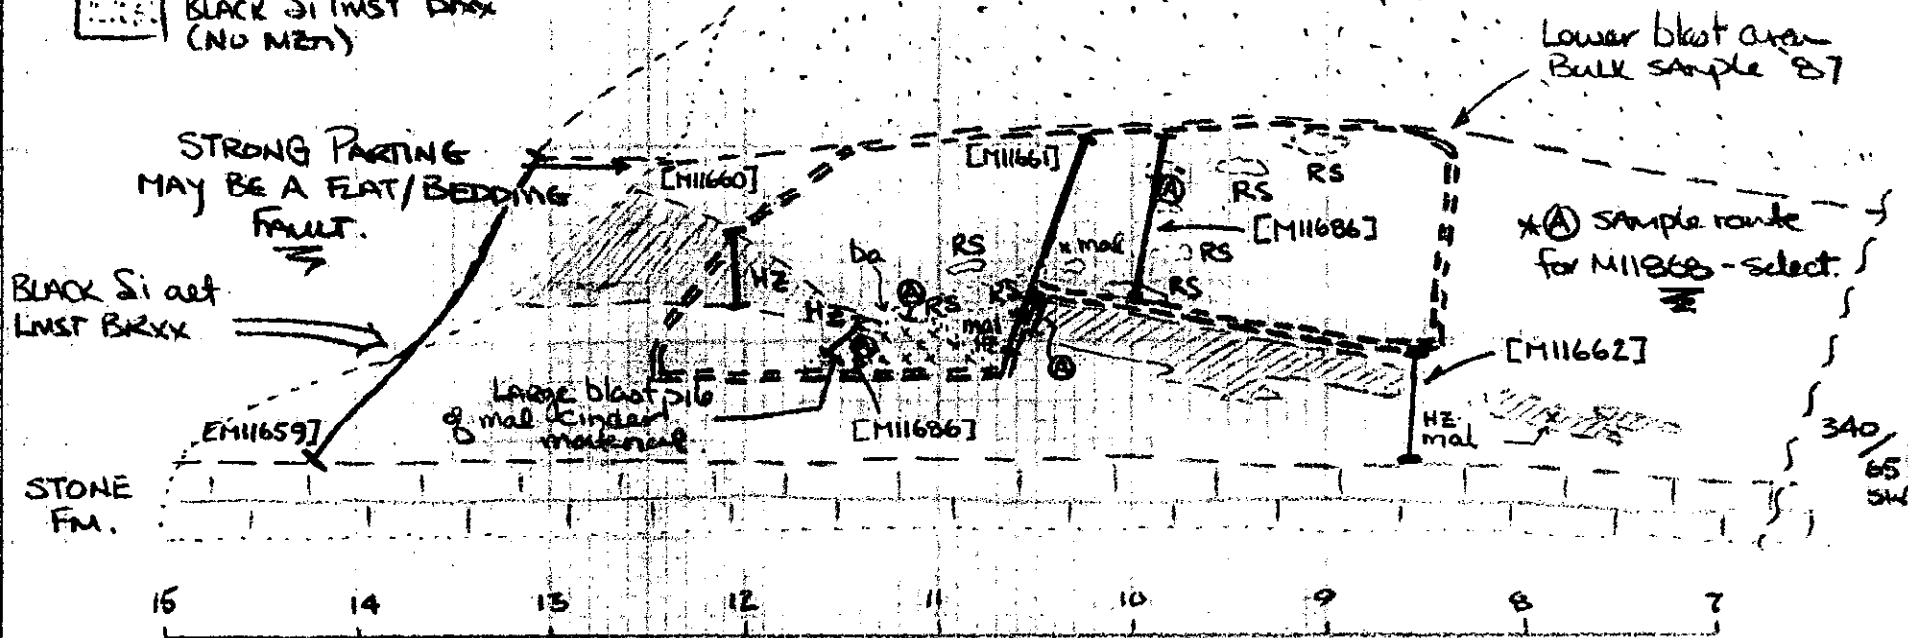 BLACK Si lmst BRXX
(NO MZn)
Lower blast area
BULK SAMPLE '87
STRONG PARTING
MAY BE A FLAT/BEDDING
FAULT.
[M11660]
[M11661]
RS
RS
Ⓐ
[M11686]
*Ⓐ SAMPLE route
for M11868 - select.
BLACK Si alt
LMST BRXX
HZ
HZ
ba
Ⓐ
RS
RS
RS
mal
x mal
RS
RS
Ⓐ
[M11662]
LARGE blast pile
of mal cinder
material
[M11686]
HZ
mal
[M11659]
340/
65
SW
STONE
FM.
15 14 13 12 11 10 9 8 7